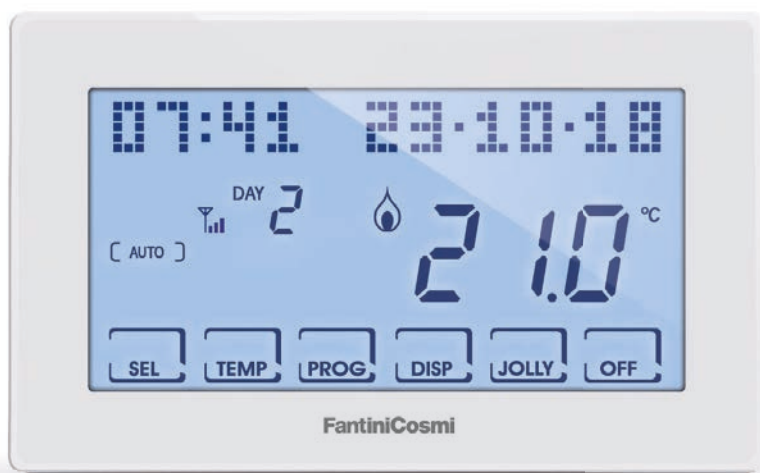 07:41 23·10·18
DAY 2
21.0 °C
[ AUTO ]
SEL TEMP PROG DISP JOLLY OFF
FantiniCosmi